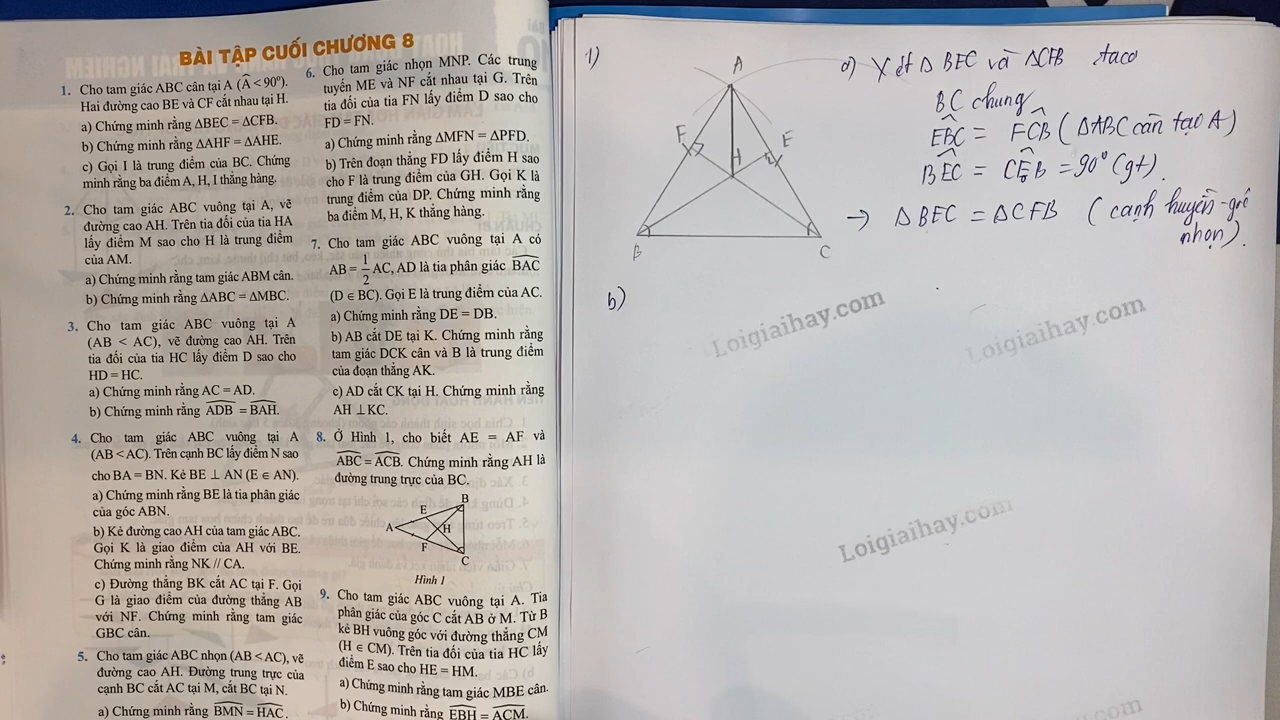 BÀI TẬP CUỐI CHƯƠNG 8
1. Cho tam giác ABC cân tại A (Â < 90°).
Hai đường cao BE và CF cắt nhau tại H.
a) Chứng minh rằng ΔBEC = ΔCFB.
b) Chứng minh rằng ΔAHF = ΔAHE.
c) Gọi I là trung điểm của BC. Chứng
minh rằng ba điểm A, H, I thẳng hàng.
2. Cho tam giác ABC vuông tại A, vẽ
đường cao AH. Trên tia đối của tia HA
lấy điểm M sao cho H là trung điểm
của AM.
a) Chứng minh rằng tam giác ABM cân.
b) Chứng minh rằng ΔABC = ΔMBC.
3. Cho tam giác ABC vuông tại A
(AB < AC), vẽ đường cao AH. Trên
tia đối của tia HC lấy điểm D sao cho
HD = HC.
a) Chứng minh rằng AC = AD.
b) Chứng minh rằng \widehat{ADB} = \widehat{BAH}.
4. Cho tam giác ABC vuông tại A
(AB < AC). Trên cạnh BC lấy điểm N sao
cho BA = BN. Kẻ BE ⊥ AN (E ∈ AN).
a) Chứng minh rằng BE là tia phân giác
của góc ABN.
b) Kẻ đường cao AH của tam giác ABC.
Gọi K là giao điểm của AH với BE.
Chứng minh rằng NK // CA.
c) Đường thẳng BK cắt AC tại F. Gọi
G là giao điểm của đường thẳng AB
với NF. Chứng minh rằng tam giác
GBC cân.
5. Cho tam giác ABC nhọn (AB < AC), vẽ
đường cao AH. Đường trung trực của
cạnh BC cắt AC tại M, cắt BC tại N.
a) Chứng minh rằng \widehat{BMN} = \widehat{HAC}.
6. Cho tam giác nhọn MNP. Các trung
tuyến ME và NF cắt nhau tại G. Trên
tia đối của tia FN lấy điểm D sao cho
FD = FN.
a) Chứng minh rằng ΔMFN = ΔPFD.
b) Trên đoạn thẳng FD lấy điểm H sao
cho F là trung điểm của GH. Gọi K là
trung điểm của DP. Chứng minh rằng
ba điểm M, H, K thẳng hàng.
7. Cho tam giác ABC vuông tại A có
AB = \frac{1}{2} AC, AD là tia phân giác \widehat{BAC}
(D ∈ BC). Gọi E là trung điểm của AC.
a) Chứng minh rằng DE = DB.
b) AB cắt DE tại K. Chứng minh rằng
tam giác DCK cân và B là trung điểm
của đoạn thẳng AK.
c) AD cắt CK tại H. Chứng minh rằng
AH ⊥ KC.
8. Ở Hình 1, cho biết AE = AF và
\widehat{ABC} = \widehat{ACB}. Chứng minh rằng AH là
đường trung trực của BC.
B
E
A
H
F
C
Hình 1
9. Cho tam giác ABC vuông tại A. Tia
phân giác của góc C cắt AB ở M. Từ B
kẻ BH vuông góc với đường thẳng CM
(H ∈ CM). Trên tia đối của tia HC lấy
điểm E sao cho HE = HM.
a) Chứng minh rằng tam giác MBE cân.
b) Chứng minh rằng \widehat{EBH} = \widehat{ACM}.
1)
A
F
E
H
B
C
a) Xét Δ BEC và ΔCFB taco
BC chung
\widehat{EBC} = \widehat{FCB} (ΔABC cân tạo A)
\widehat{BEC} = \widehat{CFB} = 90° (gt).
→ Δ BEC = ΔCFB (cạnh huyền-góc
nhọn).
b)
Loigiaihay.com
Loigiaihay.com
Loigiaihay.com